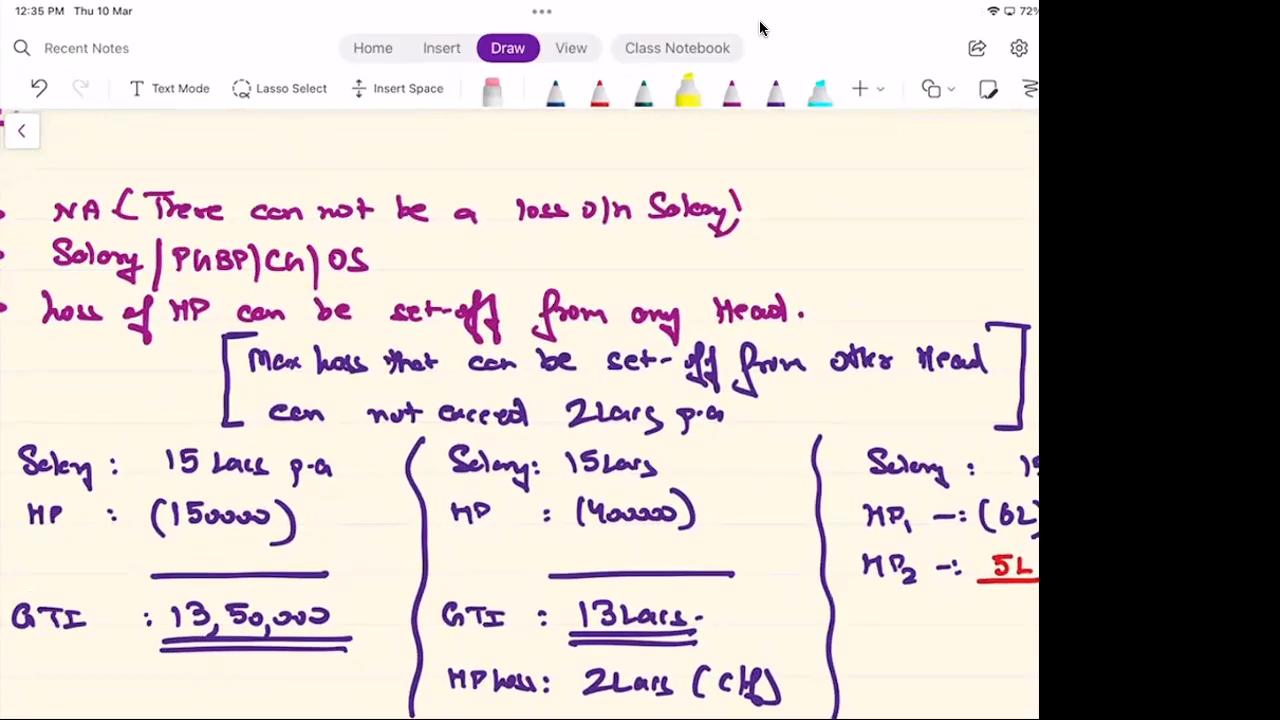 12:35 PM Thu 10 Mar
72%
Recent Notes
Home Insert Draw View Class Notebook
Text Mode Lasso Select Insert Space
NA (There can not be a loss o/h Salary)
Salary | PGBP | CG | OS
Loss of HP can be set-off from any Head.
[Max Loss that can be set-off from other Head
can not exceed 2 Lacs p.a]
Salary : 15 Lacs p.a
HP : (150000)
GTI : 13,50,000
Salary: 15 Lacs
HP : (400000)
GTI : 13 Lacs.
HP Loss: 2 Lacs (c/f)
Salary :
HP1 -: (6L)
HP2 -: 5L